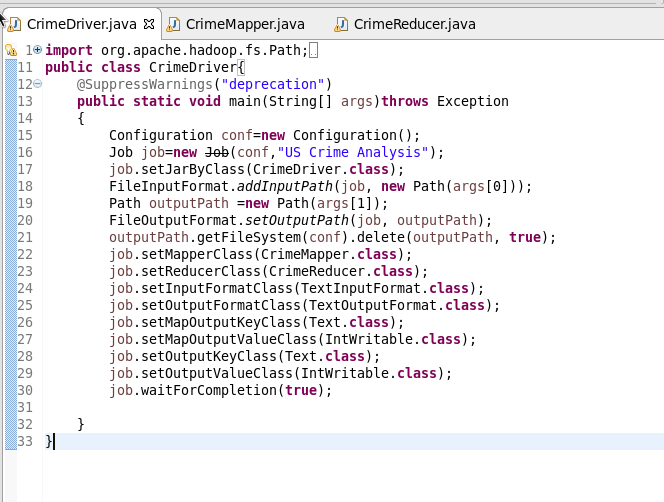 CrimeDriver.java CrimeMapper.java CrimeReducer.java
1 import org.apache.hadoop.fs.Path;
11 public class CrimeDriver{
12 @SuppressWarnings("deprecation")
13 public static void main(String[] args)throws Exception
14 {
15 Configuration conf=new Configuration();
16 Job job=new Job(conf,"US Crime Analysis");
17 job.setJarByClass(CrimeDriver.class);
18 FileInputFormat.addInputPath(job, new Path(args[0]));
19 Path outputPath =new Path(args[1]);
20 FileOutputFormat.setOutputPath(job, outputPath);
21 outputPath.getFileSystem(conf).delete(outputPath, true);
22 job.setMapperClass(CrimeMapper.class);
23 job.setReducerClass(CrimeReducer.class);
24 job.setInputFormatClass(TextInputFormat.class);
25 job.setOutputFormatClass(TextOutputFormat.class);
26 job.setMapOutputKeyClass(Text.class);
27 job.setMapOutputValueClass(IntWritable.class);
28 job.setOutputKeyClass(Text.class);
29 job.setOutputValueClass(IntWritable.class);
30 job.waitForCompletion(true);
31
32 }
33 }